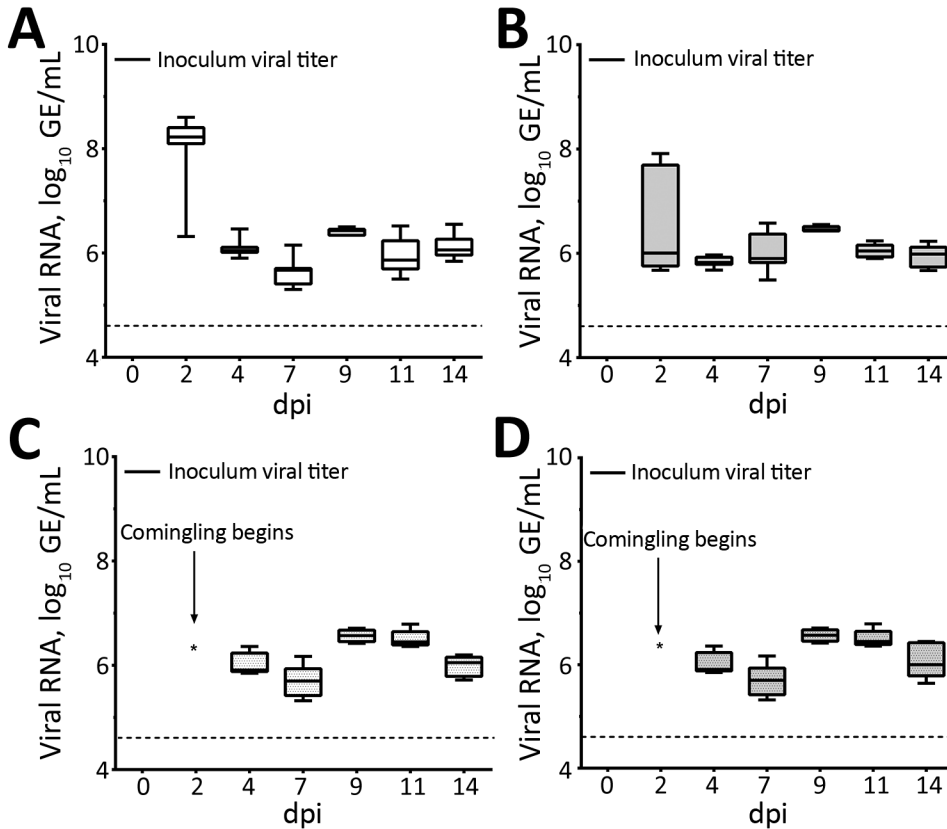 A
Viral RNA, log10 GE/mL
10
8
6
4
Inoculum viral titer
0 2 4 7 9 11 14
dpi
B
Viral RNA, log10 GE/mL
10
8
6
4
Inoculum viral titer
0 2 4 7 9 11 14
dpi
C
Viral RNA, log10 GE/mL
10
8
6
4
Inoculum viral titer
Comingling begins
*
0 2 4 7 9 11 14
dpi
D
Viral RNA, log10 GE/mL
10
8
6
4
Inoculum viral titer
Comingling begins
*
0 2 4 7 9 11 14
dpi